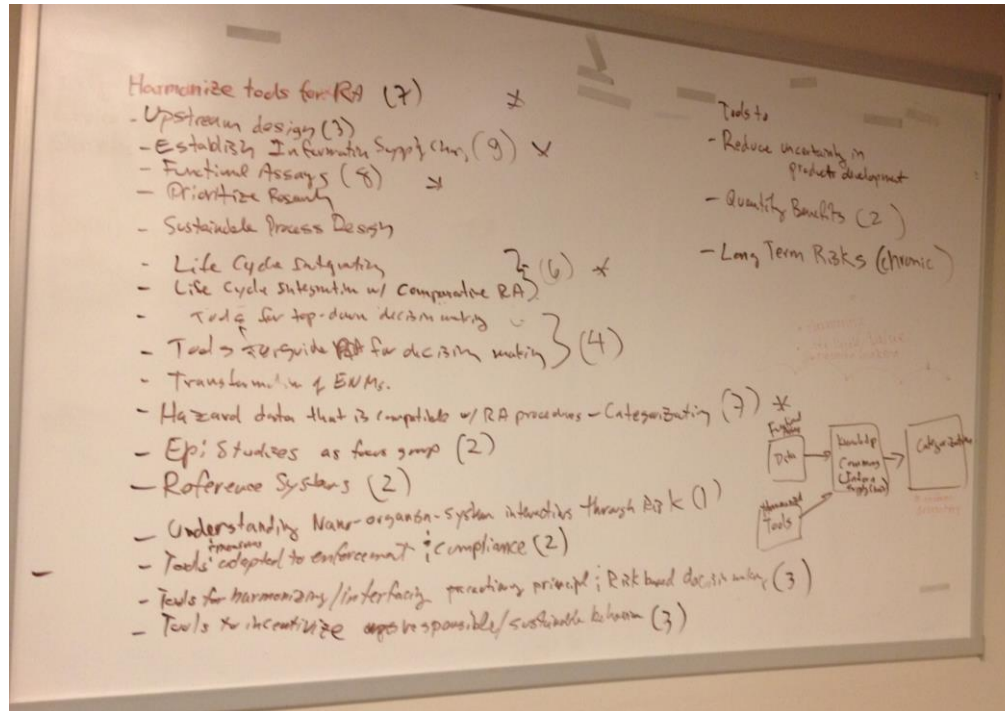 Harmonize tools for RA (7) *
- Upstream design (3)
- Establish Information Supply Chain (9) *
- Functional Assays (8) *
- Prioritize Research
- Sustainable Process Design
- Life Cycle Integration
- Life Cycle Integration w/ Comparative RA } (6) *
- Tools for top-down decision making
- Tools guide for decision making } (4)
- Transformation of ENMs.
- Hazard data that is compatible w/ RA procedures - Categorization (7) *
- Epi Studies as focus group (2)
- Reference Systems (2)
- Understanding Nano-organism-system interactions through Risk (1)
- Tools adapted to enforcement & compliance (2)
- Tools for harmonizing/interfacing precautionary principle & Risk based decision making (3)
- Tools to incentivize responsible/sustainable behavior (3)
Tools to
- Reduce uncertainty in
products development
- Quantify Benefits (2)
- Long Term Risks (chronic)
Functional
Data
Knowledge
Categorization
Harmonized
Tools